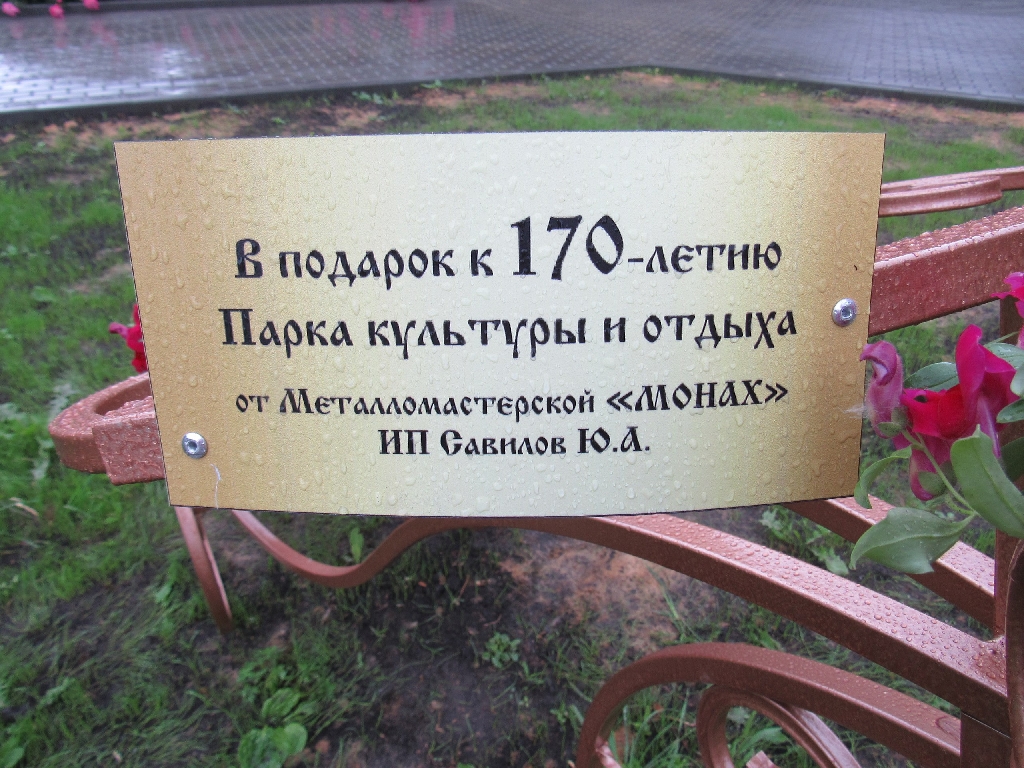 В подарок к 170-летию
Парка культуры и отдыха
от Металломастерской «МОНАХ»
ИП Савилов Ю.А.